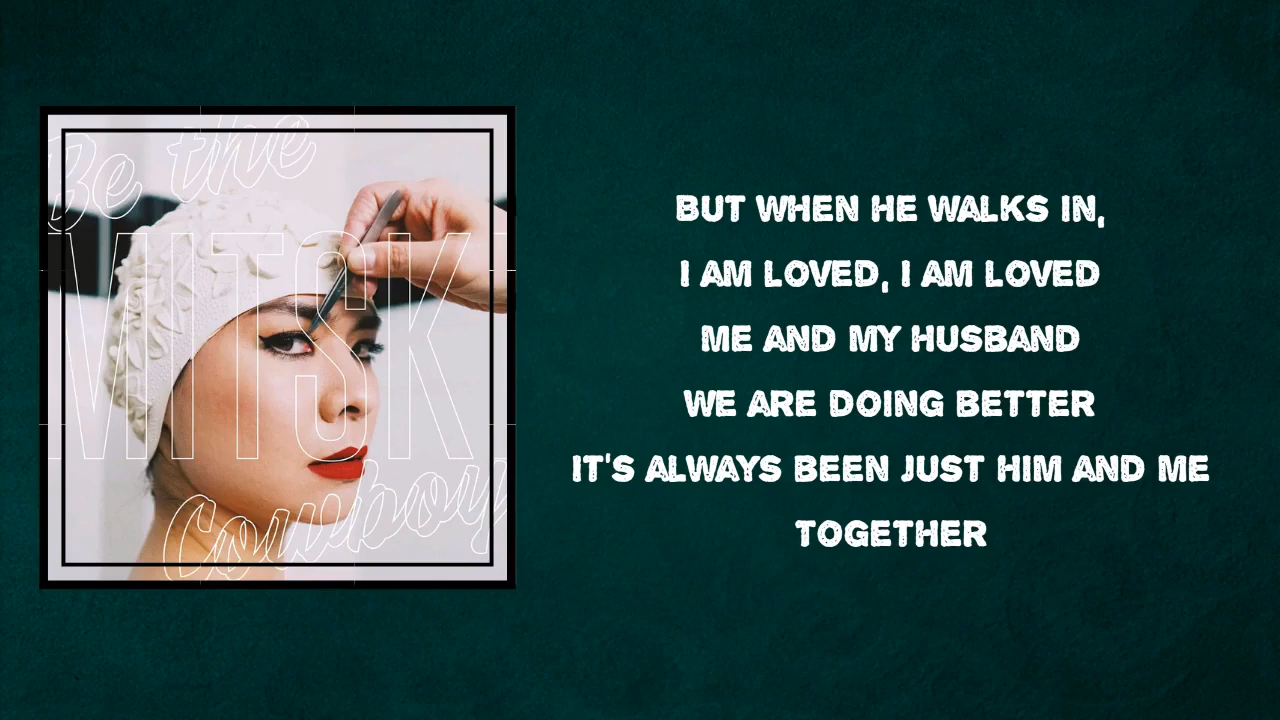 Be the
MITSKI
Cowboy
BUT WHEN HE WALKS IN,
I AM LOVED, I AM LOVED
ME AND MY HUSBAND
WE ARE DOING BETTER
IT'S ALWAYS BEEN JUST HIM AND ME
TOGETHER